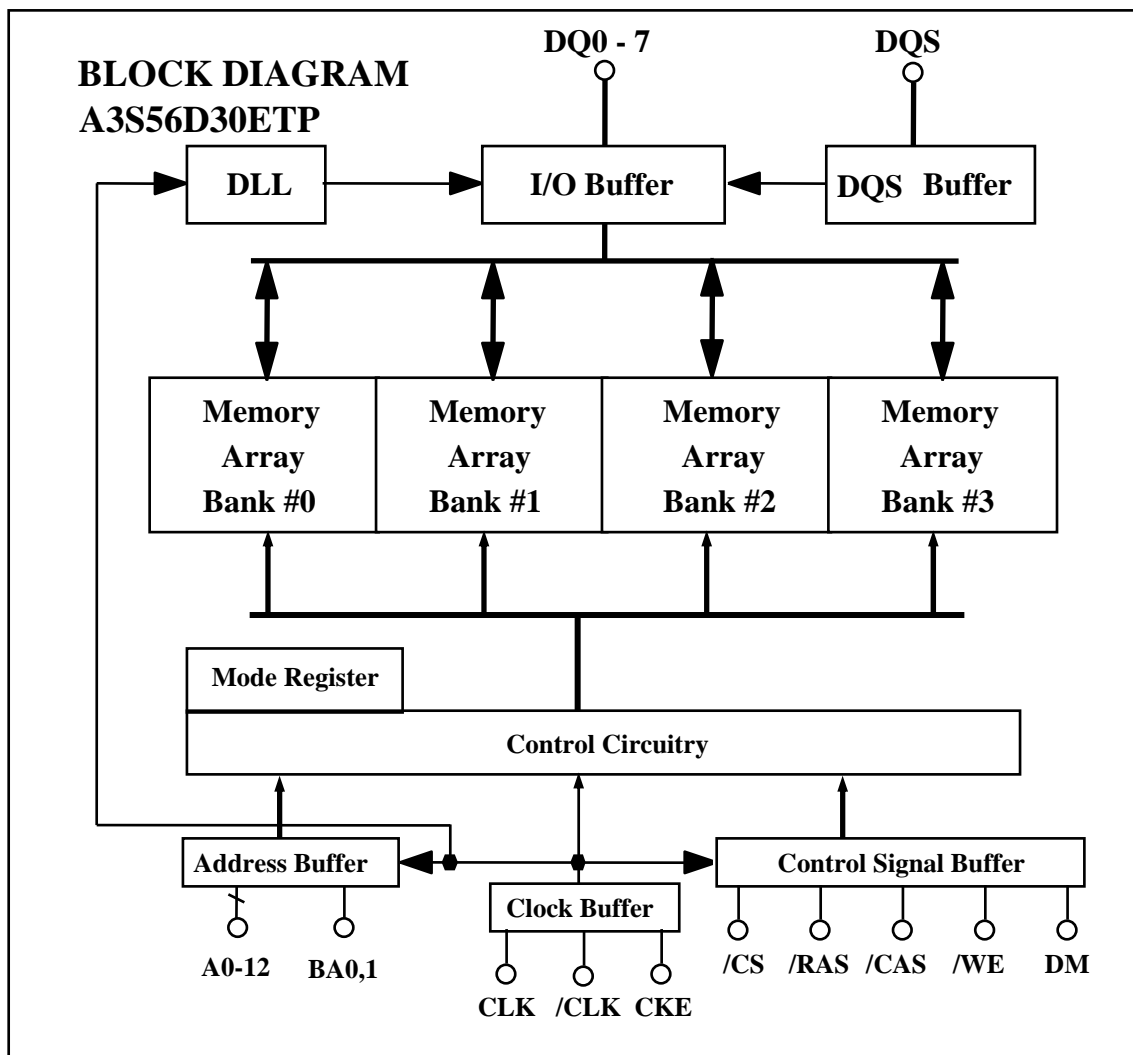 DQ0 - 7
DQS
BLOCK DIAGRAM
A3S56D30ETP
DLL
I/O Buffer
DQS Buffer
Memory
Array
Bank #0
Memory
Array
Bank #1
Memory
Array
Bank #2
Memory
Array
Bank #3
Mode Register
Control Circuitry
Address Buffer
Control Signal Buffer
Clock Buffer
A0-12
BA0,1
CLK
/CLK
CKE
/CS
/RAS
/CAS
/WE
DM